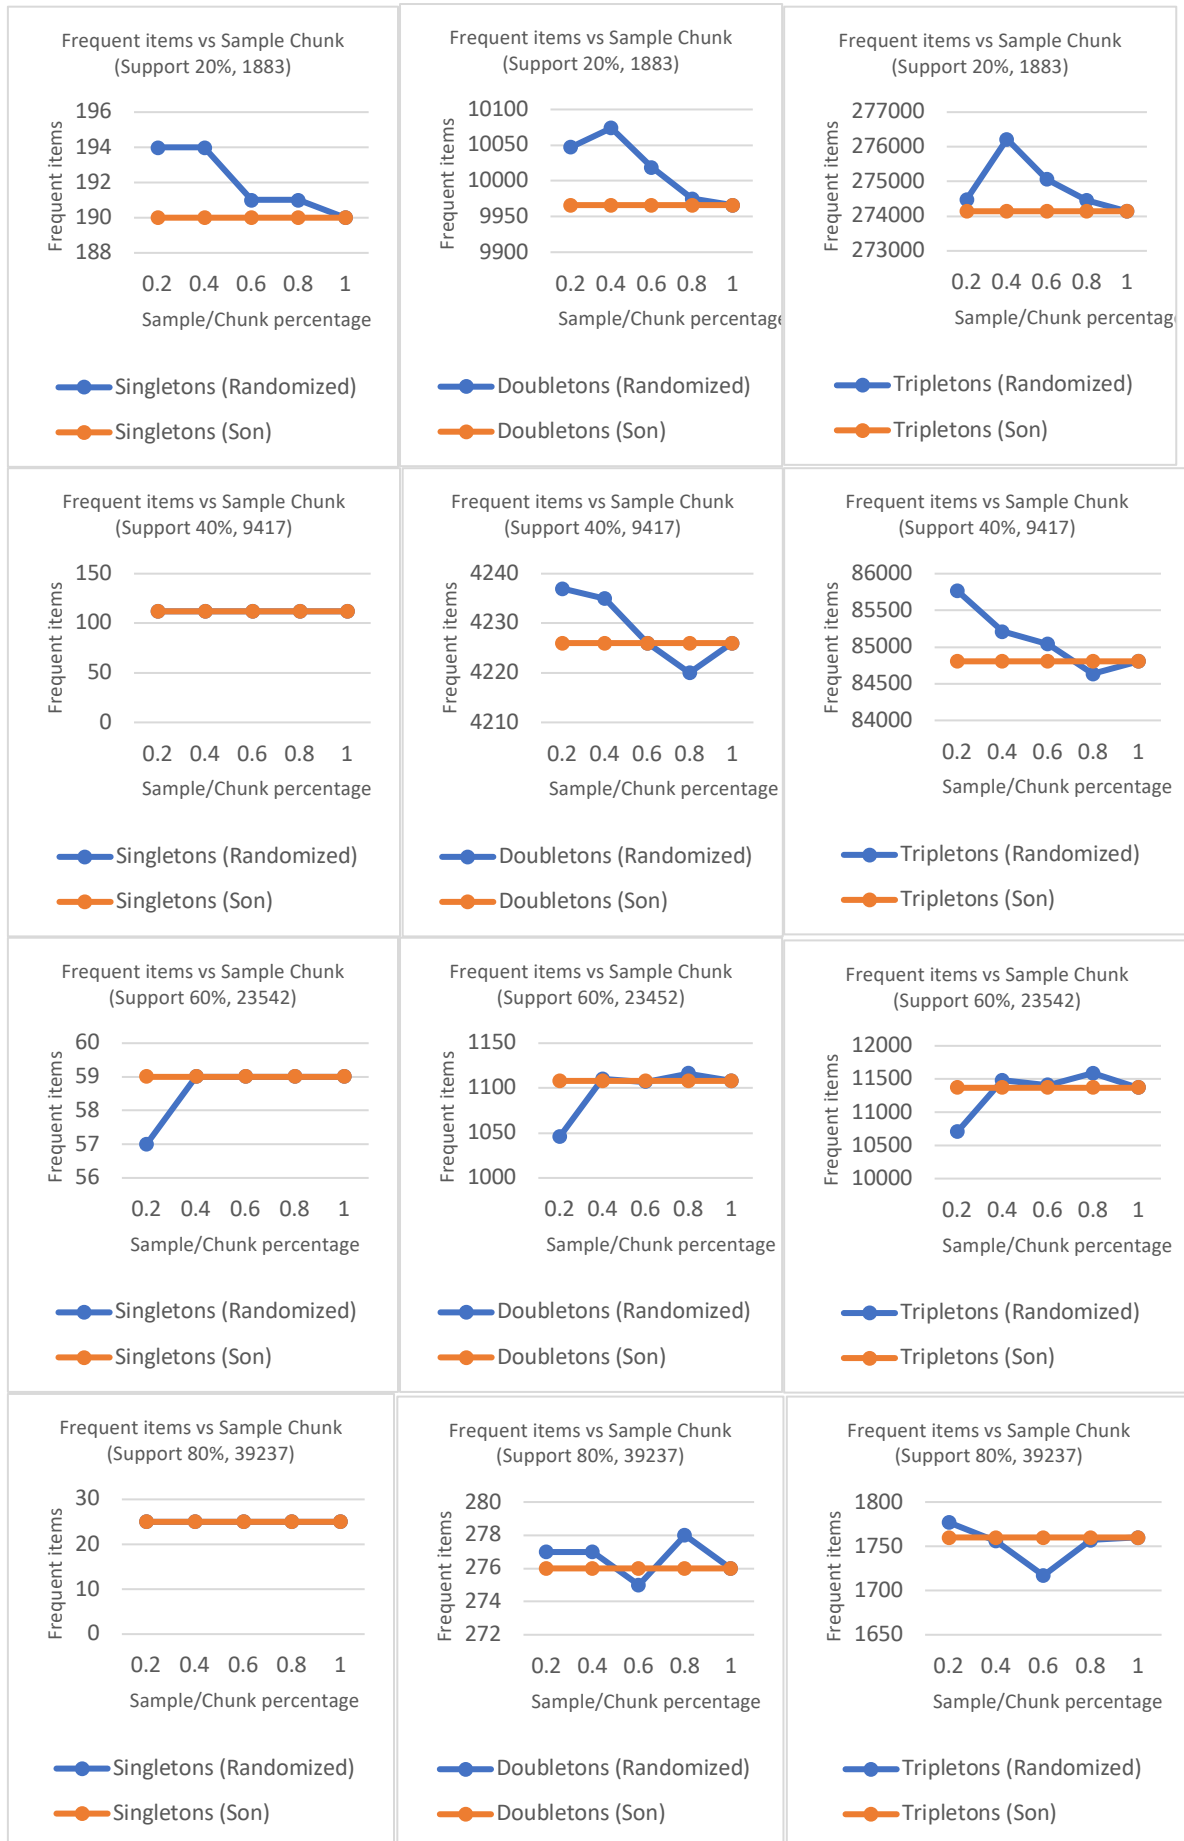 Frequent items vs Sample Chunk
(Support 20%, 1883)
Frequent items
196
194
192
190
188
0.2 0.4 0.6 0.8 1
Sample/Chunk percentage
Singletons (Randomized)
Singletons (Son)
Frequent items vs Sample Chunk
(Support 20%, 1883)
Frequent items
10100
10050
10000
9950
9900
0.2 0.4 0.6 0.8 1
Sample/Chunk percentage
Doubletons (Randomized)
Doubletons (Son)
Frequent items vs Sample Chunk
(Support 20%, 1883)
Frequent items
277000
276000
275000
274000
273000
0.2 0.4 0.6 0.8 1
Sample/Chunk percentag
Tripletons (Randomized)
Tripletons (Son)
Frequent items vs Sample Chunk
(Support 40%, 9417)
Frequent items
150
100
50
0
0.2 0.4 0.6 0.8 1
Sample/Chunk percentage
Singletons (Randomized)
Singletons (Son)
Frequent items vs Sample Chunk
(Support 40%, 9417)
Frequent items
4240
4230
4220
4210
0.2 0.4 0.6 0.8 1
Sample/Chunk percentage
Doubletons (Randomized)
Doubletons (Son)
Frequent items vs Sample Chunk
(Support 40%, 9417)
Frequent items
86000
85500
85000
84500
84000
0.2 0.4 0.6 0.8 1
Sample/Chunk percentage
Tripletons (Randomized)
Tripletons (Son)
Frequent items vs Sample Chunk
(Support 60%, 23542)
Frequent items
60
59
58
57
56
0.2 0.4 0.6 0.8 1
Sample/Chunk percentage
Singletons (Randomized)
Singletons (Son)
Frequent items vs Sample Chunk
(Support 60%, 23452)
Frequent items
1150
1100
1050
1000
0.2 0.4 0.6 0.8 1
Sample/Chunk percentage
Doubletons (Randomized)
Doubletons (Son)
Frequent items vs Sample Chunk
(Support 60%, 23542)
Frequent items
12000
11500
11000
10500
10000
0.2 0.4 0.6 0.8 1
Sample/Chunk percentage
Tripletons (Randomized)
Tripletons (Son)
Frequent items vs Sample Chunk
(Support 80%, 39237)
Frequent items
30
20
10
0
0.2 0.4 0.6 0.8 1
Sample/Chunk percentage
Singletons (Randomized)
Singletons (Son)
Frequent items vs Sample Chunk
(Support 80%, 39237)
Frequent items
280
278
276
274
272
0.2 0.4 0.6 0.8 1
Sample/Chunk percentage
Doubletons (Randomized)
Doubletons (Son)
Frequent items vs Sample Chunk
(Support 80%, 39237)
Frequent items
1800
1750
1700
1650
0.2 0.4 0.6 0.8 1
Sample/Chunk percentage
Tripletons (Randomized)
Tripletons (Son)